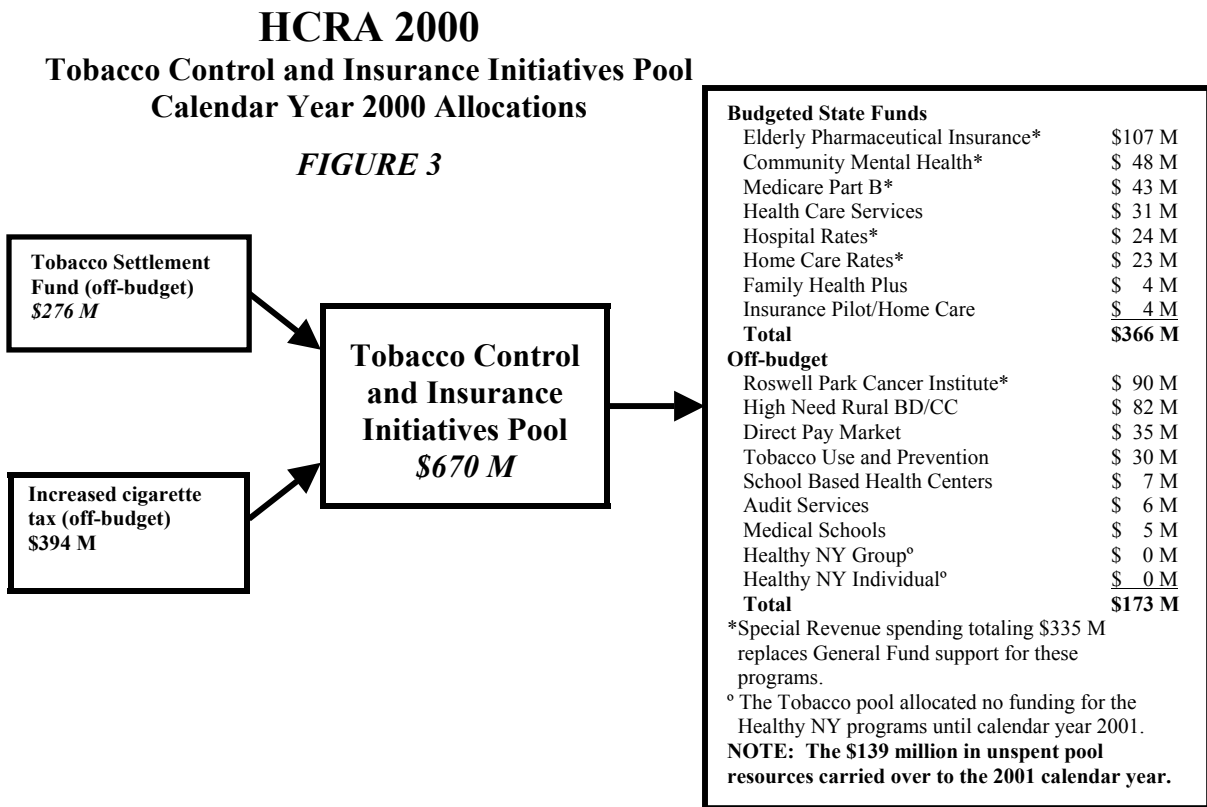 HCRA 2000
Tobacco Control and Insurance Initiatives Pool
Calendar Year 2000 Allocations
FIGURE 3
Tobacco Settlement
Fund (off-budget)
$276 M
Increased cigarette
tax (off-budget)
$394 M
Tobacco Control
and Insurance
Initiatives Pool
$670 M
Budgeted State Funds
Elderly Pharmaceutical Insurance* $107 M
Community Mental Health* $ 48 M
Medicare Part B* $ 43 M
Health Care Services $ 31 M
Hospital Rates* $ 24 M
Home Care Rates* $ 23 M
Family Health Plus $ 4 M
Insurance Pilot/Home Care $ 4 M
Total $366 M
Off-budget
Roswell Park Cancer Institute* $ 90 M
High Need Rural BD/CC $ 82 M
Direct Pay Market $ 35 M
Tobacco Use and Prevention $ 30 M
School Based Health Centers $ 7 M
Audit Services $ 6 M
Medical Schools $ 5 M
Healthy NY Groupº $ 0 M
Healthy NY Individualº $ 0 M
Total $173 M
*Special Revenue spending totaling $335 M
replaces General Fund support for these
programs.
º The Tobacco pool allocated no funding for the
Healthy NY programs until calendar year 2001.
NOTE: The $139 million in unspent pool
resources carried over to the 2001 calendar year.